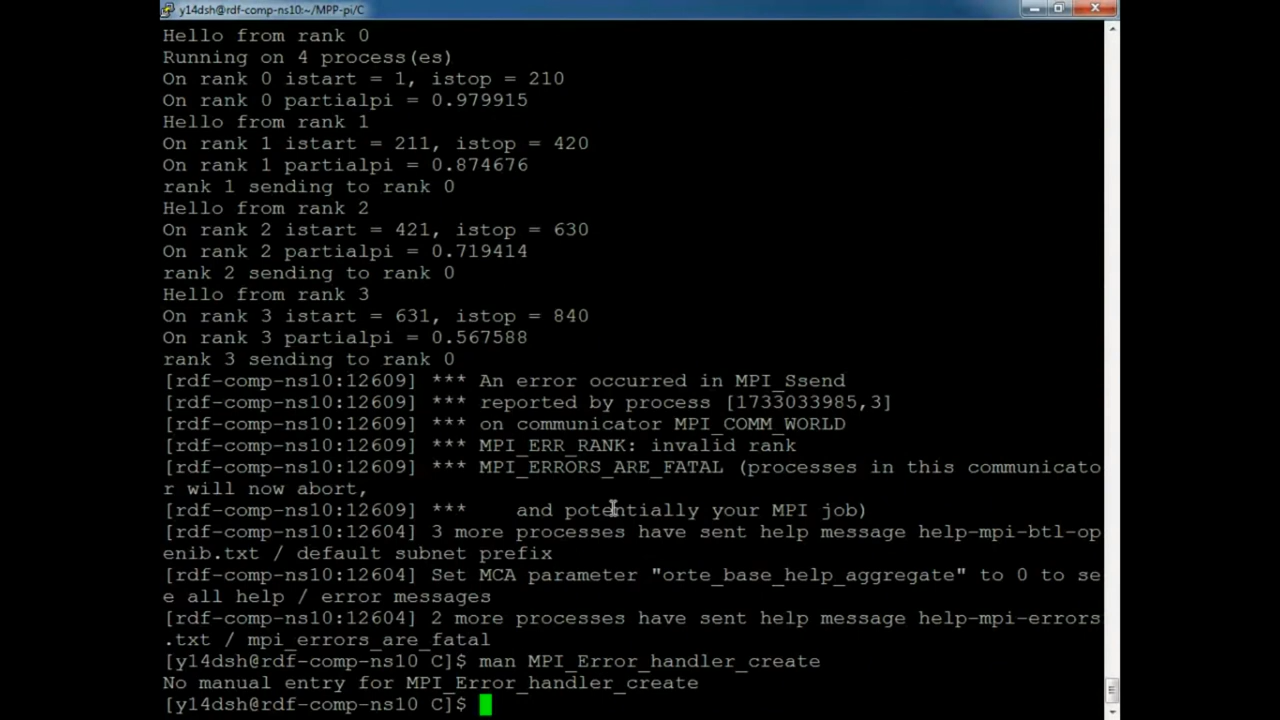 y14dsh@rdf-comp-ns10:~/MPP-pi/C
Hello from rank 0
Running on 4 process(es)
On rank 0 istart = 1, istop = 210
On rank 0 partialpi = 0.979915
Hello from rank 1
On rank 1 istart = 211, istop = 420
On rank 1 partialpi = 0.874676
rank 1 sending to rank 0
Hello from rank 2
On rank 2 istart = 421, istop = 630
On rank 2 partialpi = 0.719414
rank 2 sending to rank 0
Hello from rank 3
On rank 3 istart = 631, istop = 840
On rank 3 partialpi = 0.567588
rank 3 sending to rank 0
[rdf-comp-ns10:12609] *** An error occurred in MPI_Ssend
[rdf-comp-ns10:12609] *** reported by process [1733033985,3]
[rdf-comp-ns10:12609] *** on communicator MPI_COMM_WORLD
[rdf-comp-ns10:12609] *** MPI_ERR_RANK: invalid rank
[rdf-comp-ns10:12609] *** MPI_ERRORS_ARE_FATAL (processes in this communicato
r will now abort,
[rdf-comp-ns10:12609] ***    and potentially your MPI job)
[rdf-comp-ns10:12604] 3 more processes have sent help message help-mpi-btl-op
enib.txt / default subnet prefix
[rdf-comp-ns10:12604] Set MCA parameter "orte_base_help_aggregate" to 0 to se
e all help / error messages
[rdf-comp-ns10:12604] 2 more processes have sent help message help-mpi-errors
.txt / mpi_errors_are_fatal
[y14dsh@rdf-comp-ns10 C]$ man MPI_Error_handler_create
No manual entry for MPI_Error_handler_create
[y14dsh@rdf-comp-ns10 C]$